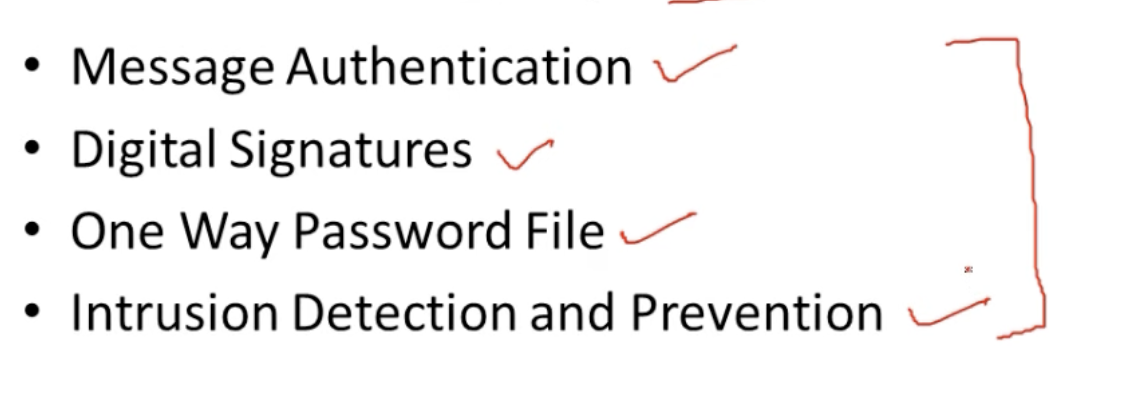 • Message Authentication
• Digital Signatures
• One Way Password File
• Intrusion Detection and Prevention